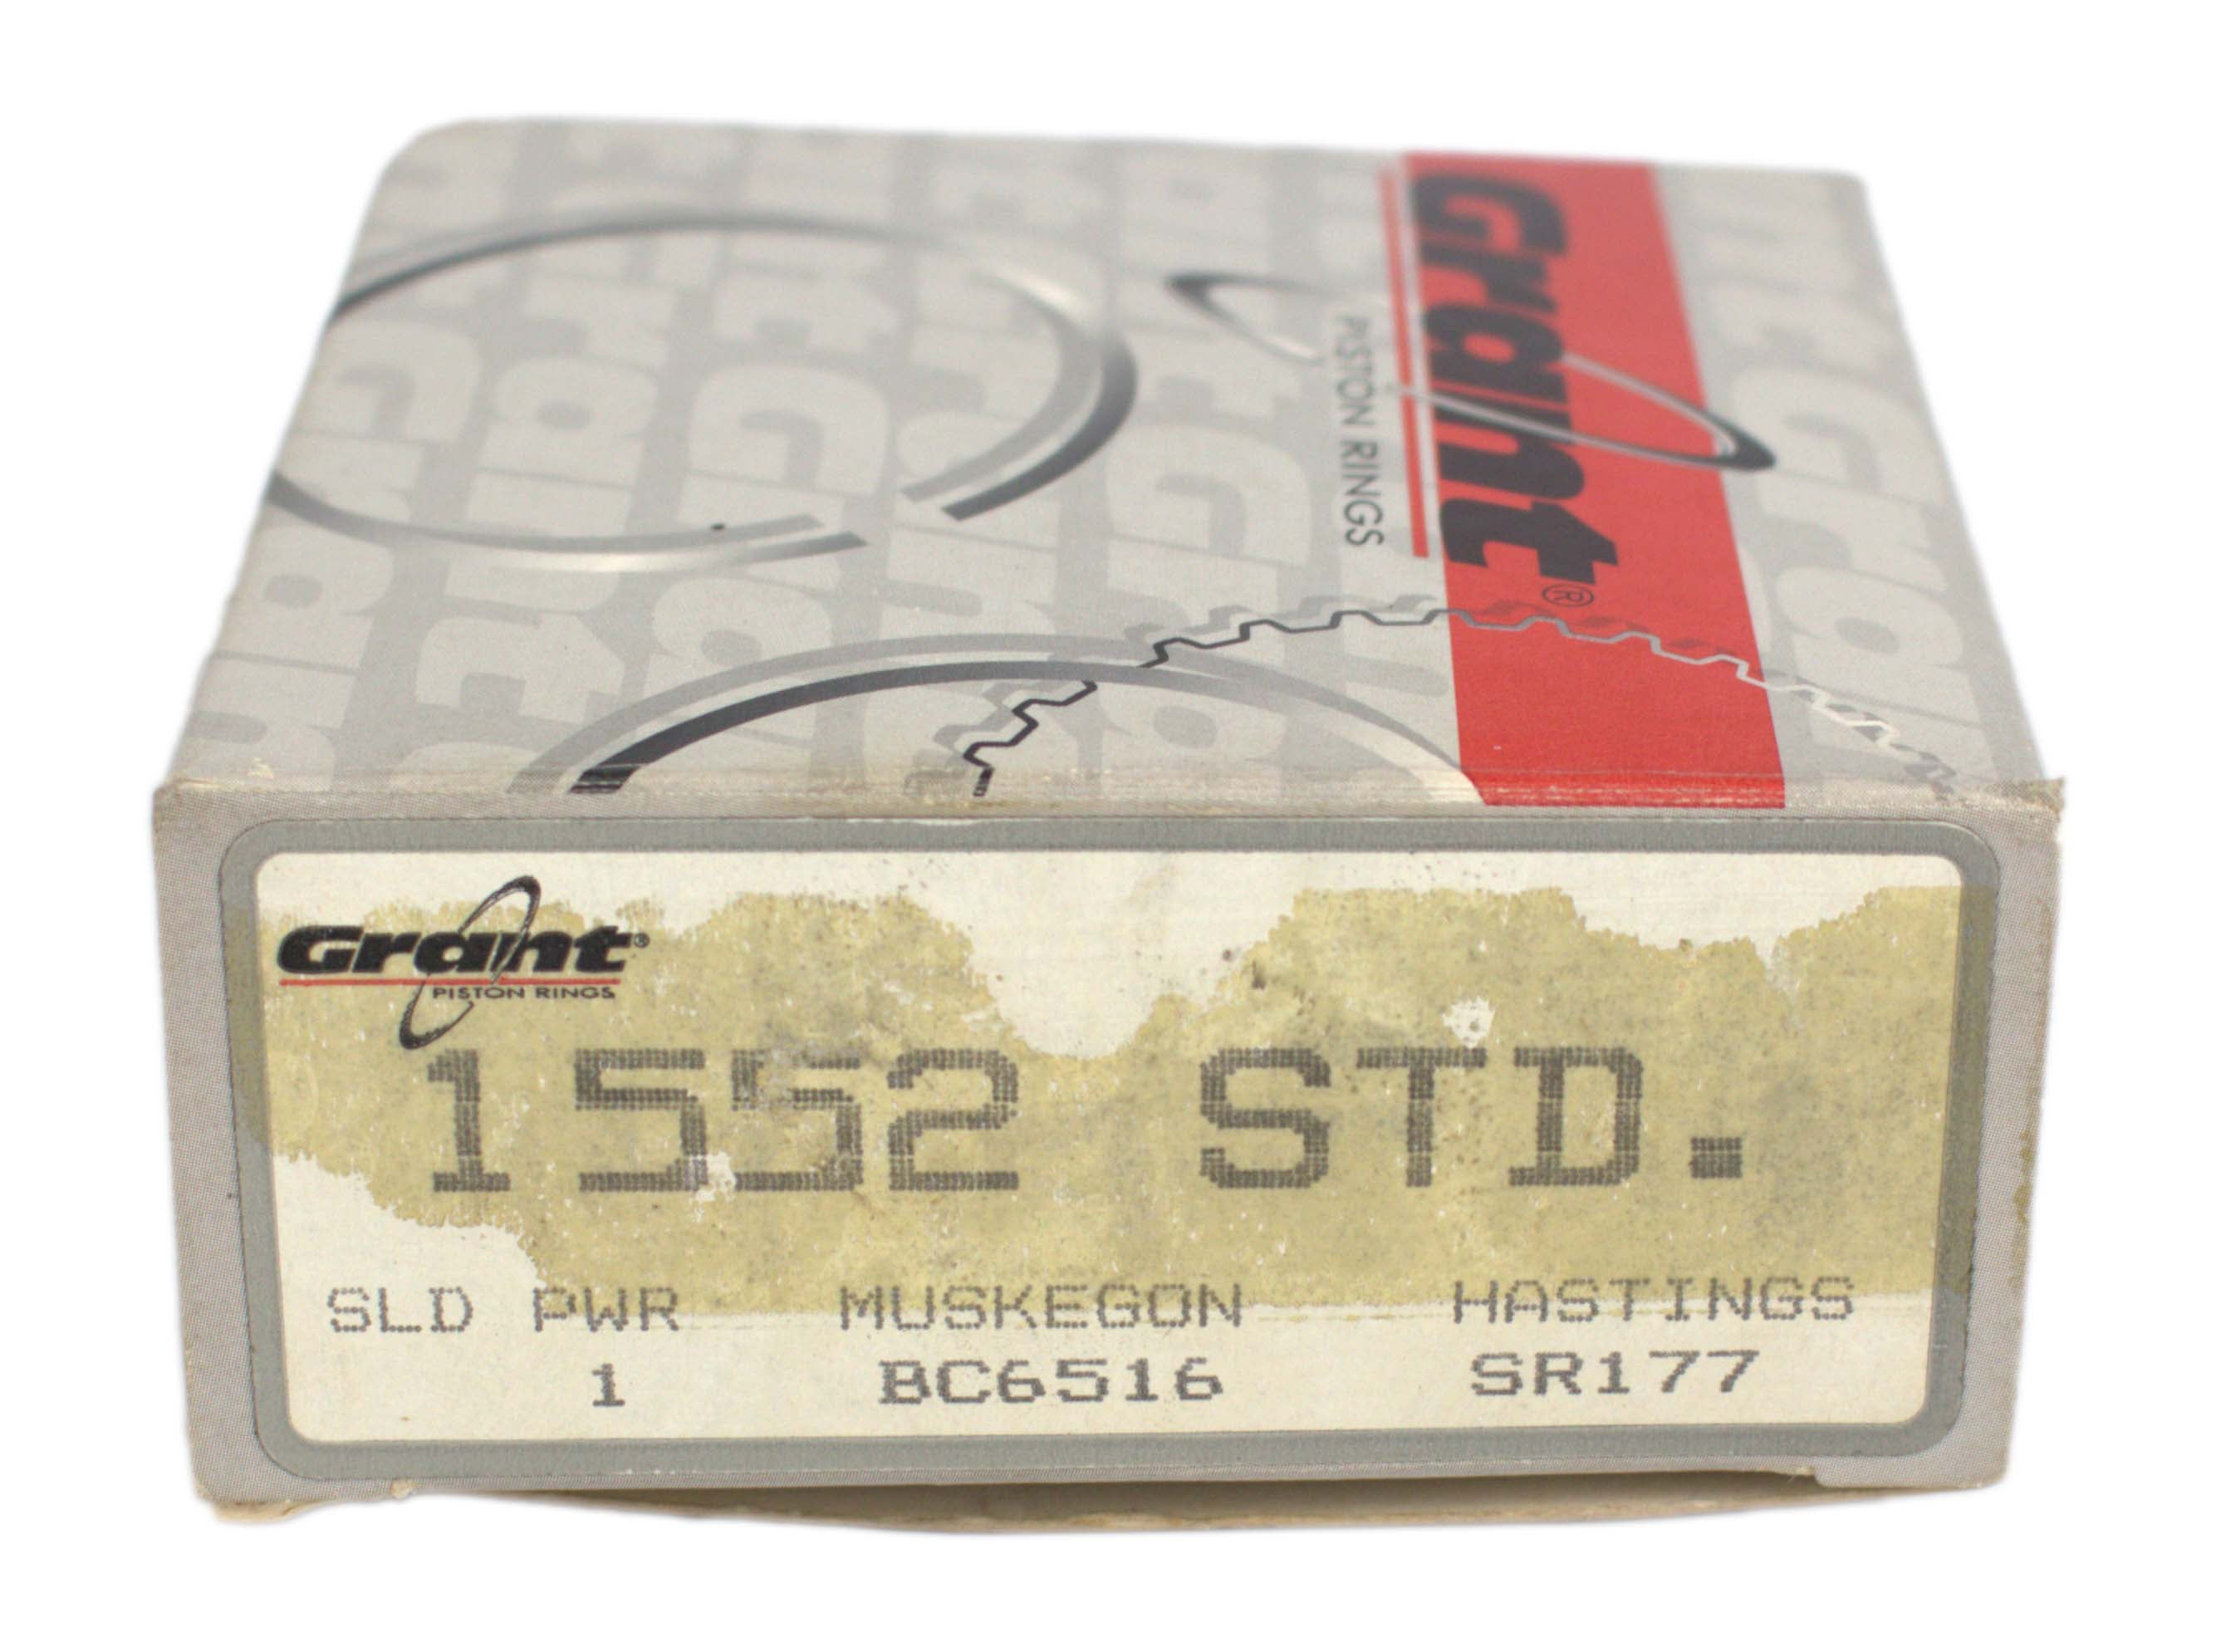 Grant®
PISTON RINGS
Grant®
PISTON RINGS
1552 STD.
SLD PWR MUSKEGON HASTINGS
1 BC6516 SR177